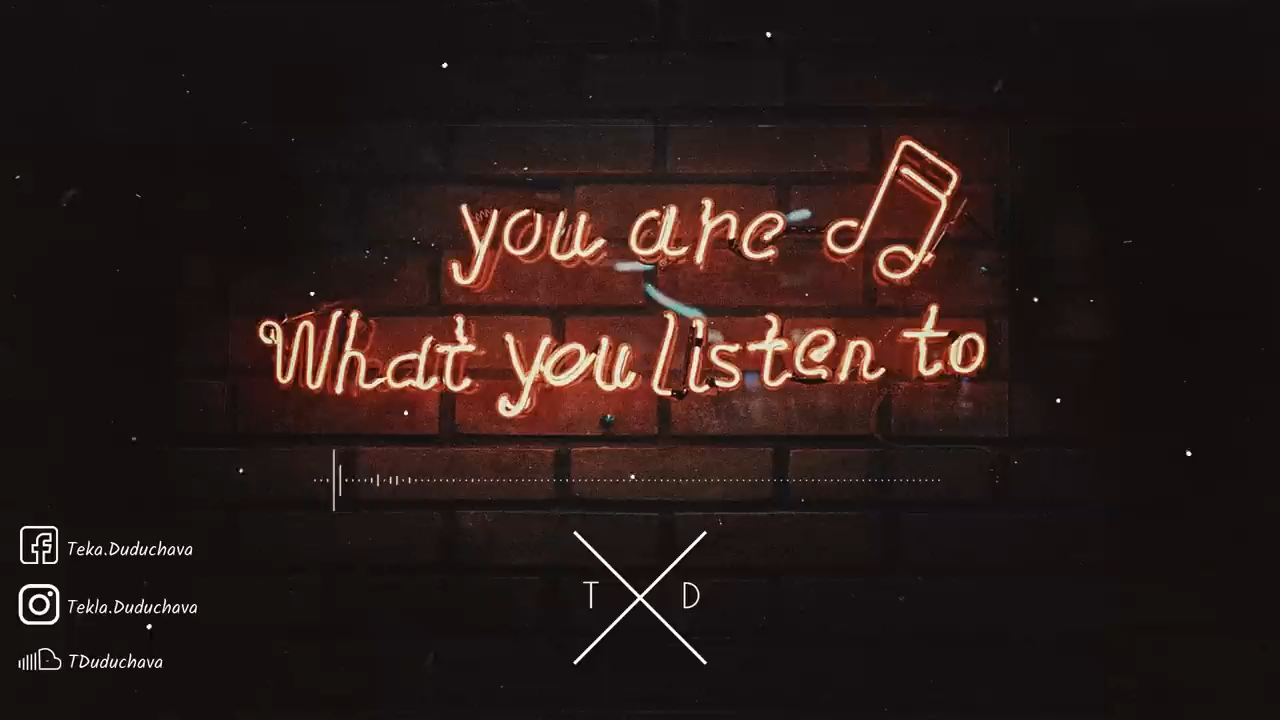 you are
What you listen to
Teka.Duduchava
T D
Tekla.Duduchava
TDuduchava